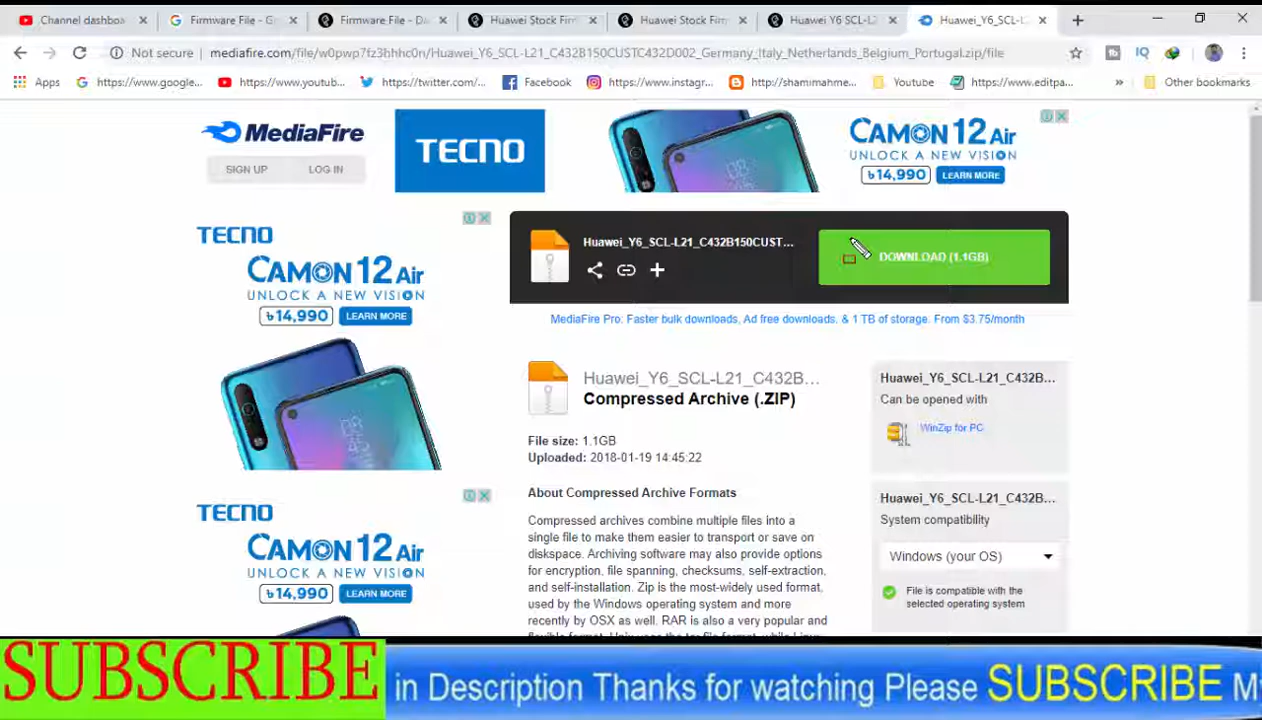 Channel dashboa
Firmware File - G
Firmware File - D
Huawei Stock Firm
Huawei Stock Firm
Huawei Y6 SCL-L2
Huawei_Y6_SCL-L
Not secure | mediafire.com/file/w0pwp7fz3hhhc0n/Huawei_Y6_SCL-L21_C432B150CUSTC432D002_Germany_Italy_Netherlands_Belgium_Portugal.zip/file
IQ
Apps
https://www.google...
https://www.youtub...
https://twitter.com/...
Facebook
https://www.instagr...
http://shamimahme...
Youtube
https://www.editpa...
»
Other bookmarks
MediaFire
SIGN UP
LOG IN
TECNO
CAMON 12 Air
UNLOCK A NEW VISION
৳14,990
LEARN MORE
TECNO
CAMON 12 Air
UNLOCK A NEW VISION
৳14,990
LEARN MORE
Huawei_Y6_SCL-L21_C432B150CUST...
DOWNLOAD (1.1GB)
MediaFire Pro: Faster bulk downloads, Ad free downloads, & 1 TB of storage. From $3.75/month
Huawei_Y6_SCL-L21_C432B...
Compressed Archive (.ZIP)
File size: 1.1GB
Uploaded: 2018-01-19 14:45:22
About Compressed Archive Formats
Compressed archives combine multiple files into a
single file to make them easier to transport or save on
diskspace. Archiving software may also provide options
for encryption, file spanning, checksums, self-extraction,
and self-installation. Zip is the most-widely used format,
used by the Windows operating system and more
recently by OSX as well. RAR is also a very popular and
Huawei_Y6_SCL-L21_C432B...
Can be opened with
WinZip for PC
Huawei_Y6_SCL-L21_C432B...
System compatibility
Windows (your OS)
File is compatible with the
selected operating system
TECNO
CAMON 12 Air
UNLOCK A NEW VISION
৳14,990
LEARN MORE
SUBSCRIBE in Description Thanks for watching Please SUBSCRIBE My